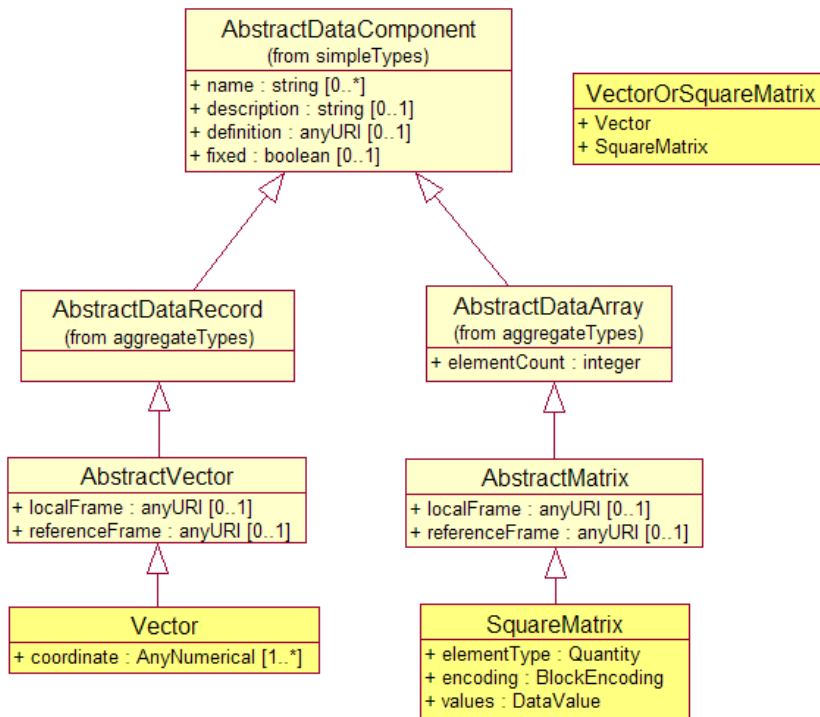 AbstractDataComponent
(from simpleTypes)
+ name : string [0..*]
+ description : string [0..1]
+ definition : anyURI [0..1]
+ fixed : boolean [0..1]
VectorOrSquareMatrix
+ Vector
+ SquareMatrix
AbstractDataRecord
(from aggregateTypes)
AbstractDataArray
(from aggregateTypes)
+ elementCount : integer
AbstractVector
+ localFrame : anyURI [0..1]
+ referenceFrame : anyURI [0..1]
AbstractMatrix
+ localFrame : anyURI [0..1]
+ referenceFrame : anyURI [0..1]
Vector
+ coordinate : AnyNumerical [1..*]
SquareMatrix
+ elementType : Quantity
+ encoding : BlockEncoding
+ values : DataValue